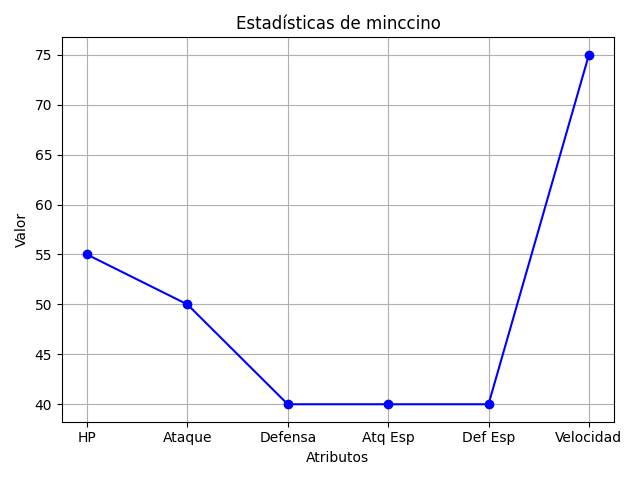 Estadísticas de minccino
Valor
75
70
65
60
55
50
45
40
HP Ataque Defensa Atq Esp Def Esp Velocidad
Atributos